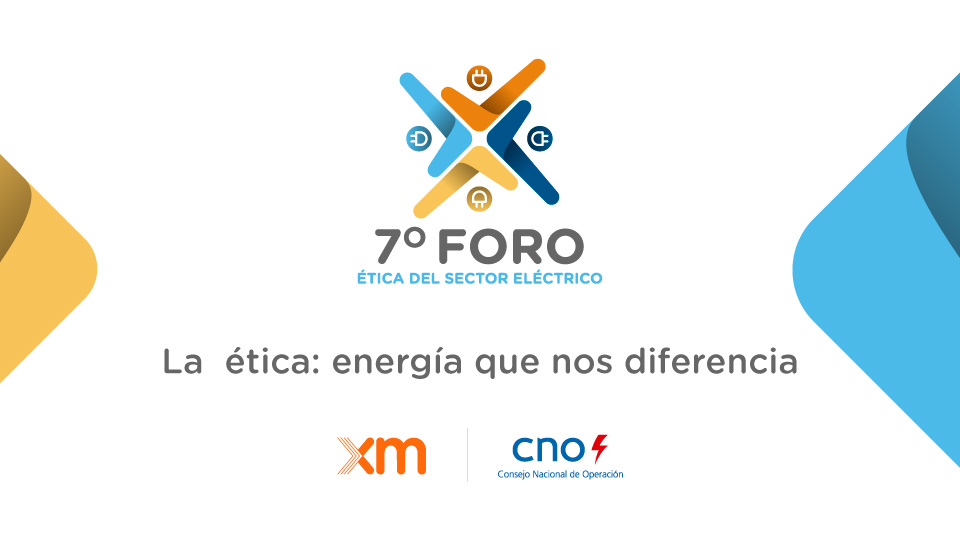 7º FORO
ÉTICA DEL SECTOR ELÉCTRICO
La  ética: energía que nos diferencia
xm
cno
Consejo Nacional de Operación